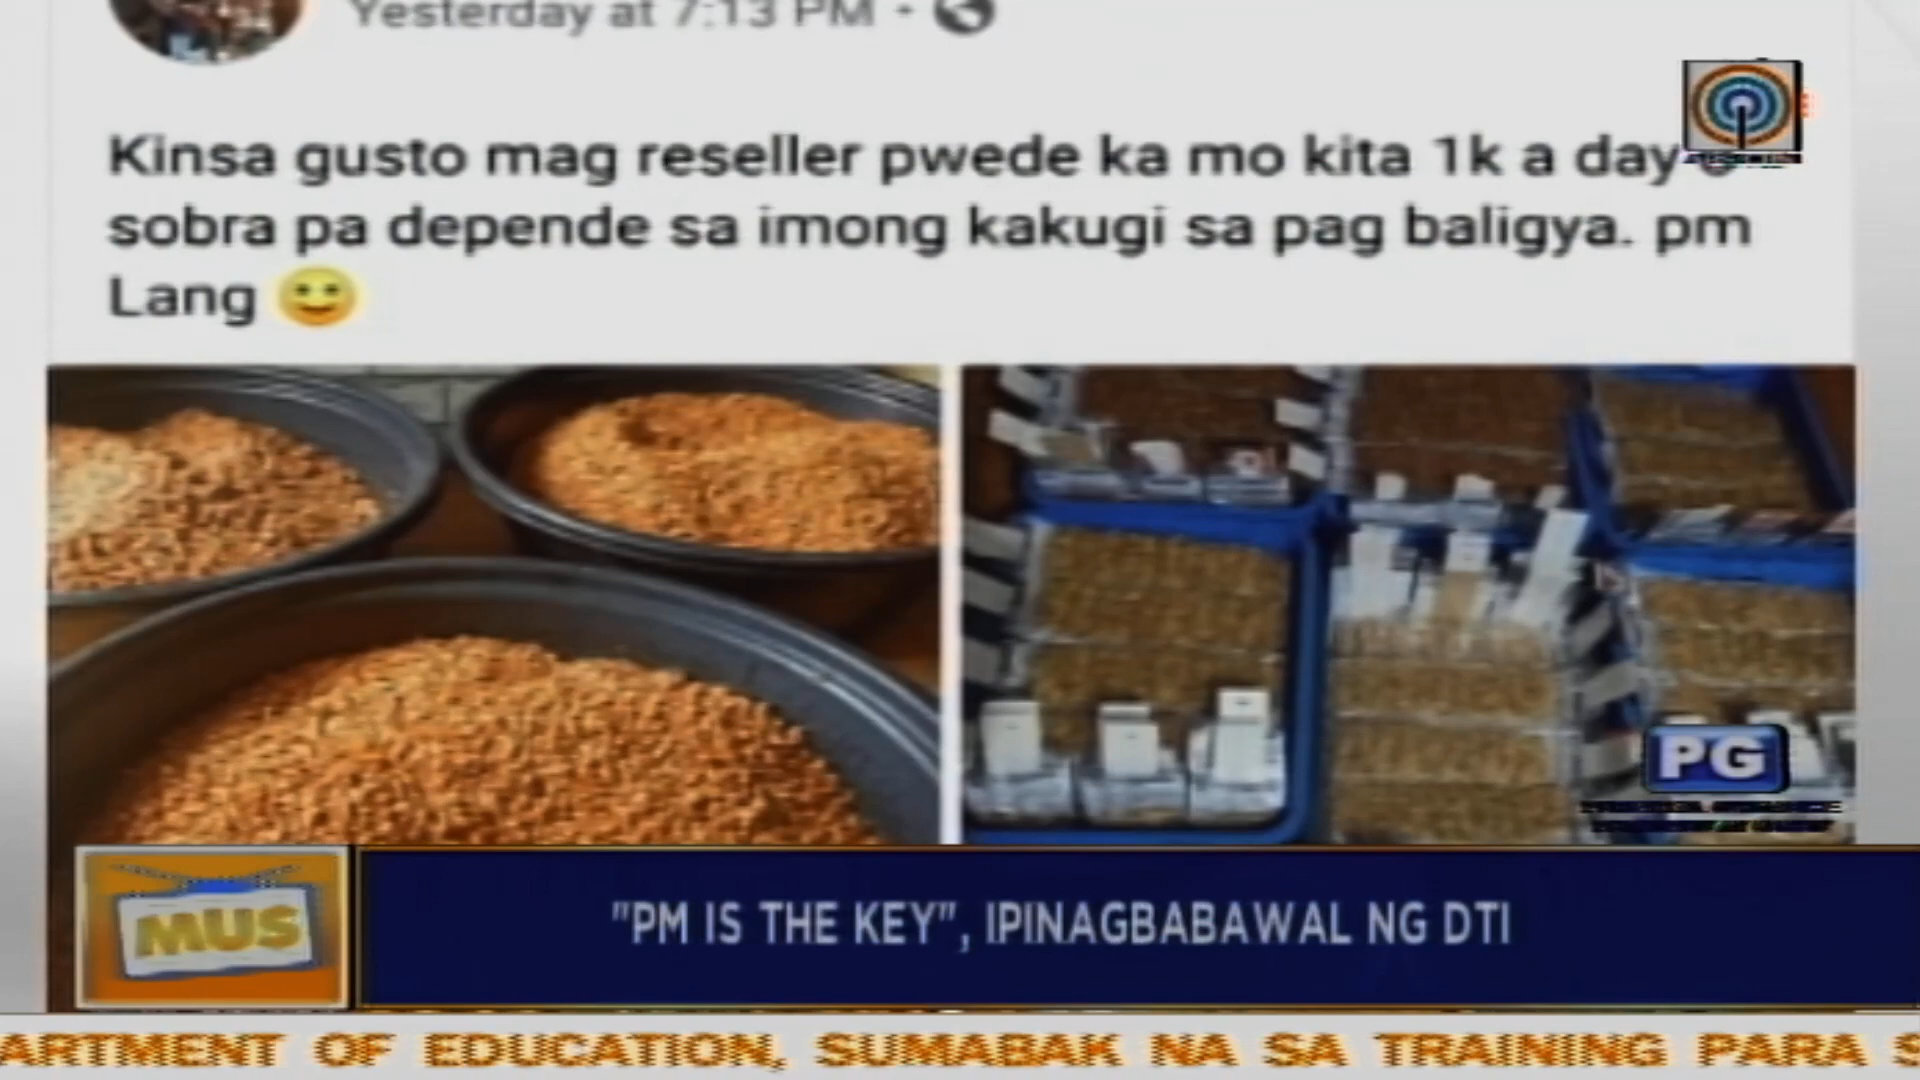 Yesterday at 7:13 PM
Kinsa gusto mag reseller pwede ka mo kita 1k a day o
sobra pa depende sa imong kakugi sa pag baligya. pm
Lang
PG
MUS
"PM IS THE KEY", IPINAGBABAWAL NG DTI
ARTMENT OF EDUCATION, SUMABAK NA SA TRAINING PARA S